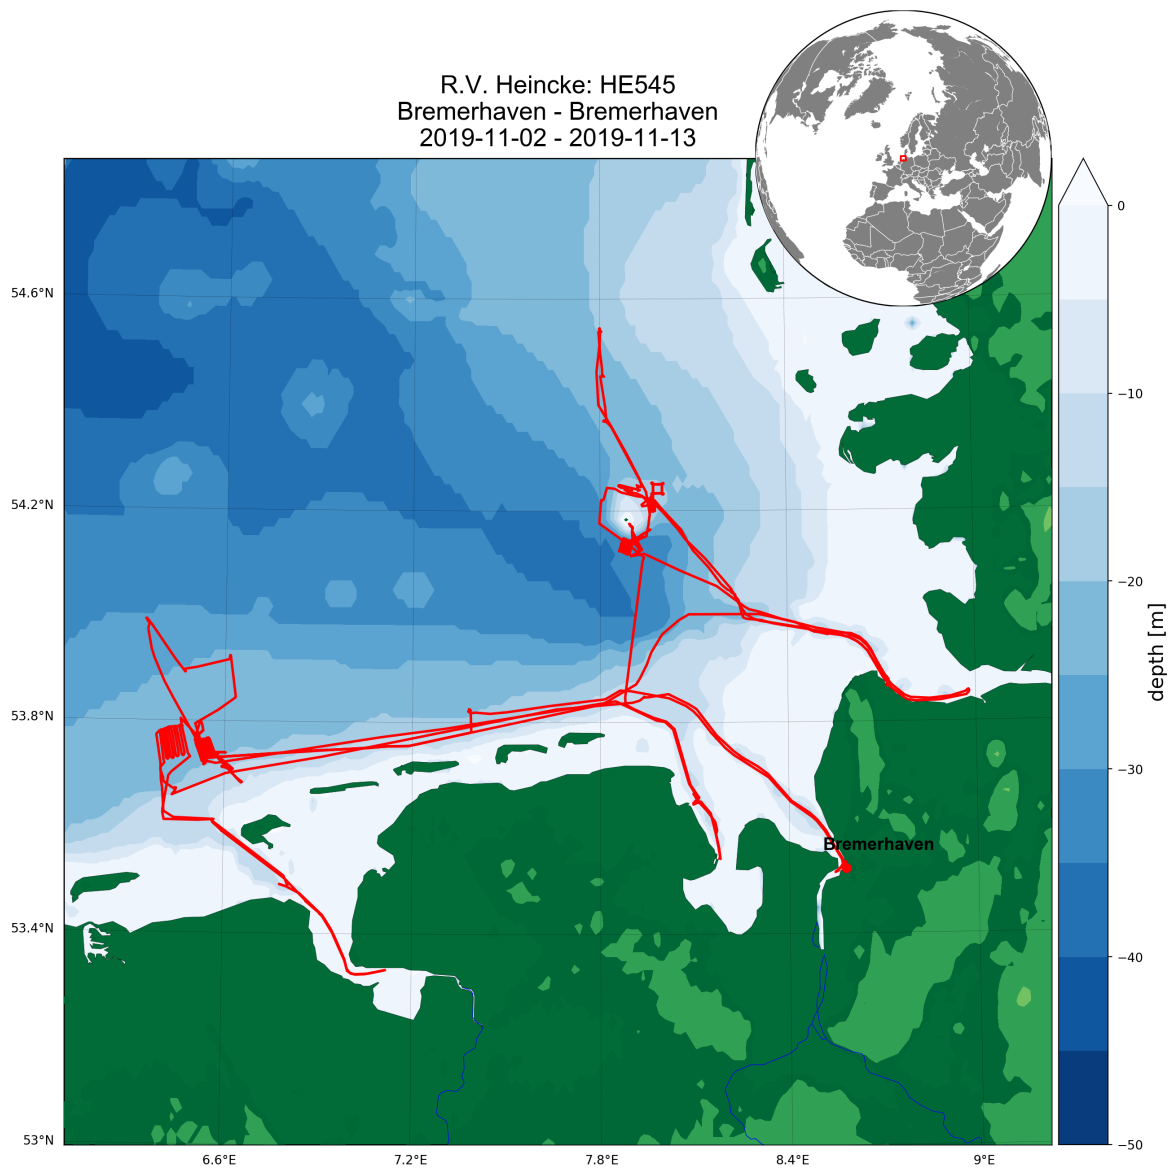 R.V. Heincke: HE545
Bremerhaven - Bremerhaven
2019-11-02 - 2019-11-13
0
−10
−20
−30
−40
−50
depth [m]
54.6°N
54.2°N
53.8°N
53.4°N
53°N
Bremerhaven
6.6°E
7.2°E
7.8°E
8.4°E
9°E